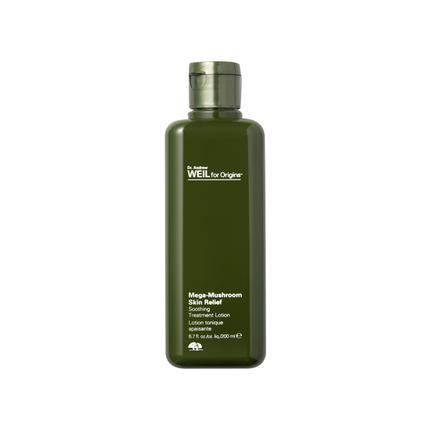 Dr. Andrew
WEIL for Origins™
Mega-Mushroom
Skin Relief
Soothing
Treatment Lotion
Lotion tonique
apaisante
6.7 fl. oz. liq./200 ml ℮